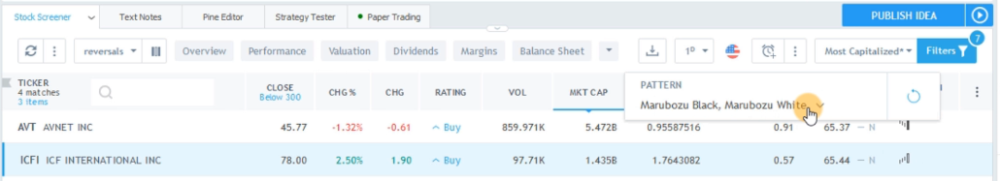 Stock Screener Text Notes Pine Editor Strategy Tester Paper Trading PUBLISH IDEA
7
reversals Overview Performance Valuation Dividends Margins Balance Sheet 1D Most Capitalized* Filters
TICKER
4 matches
3 items
CLOSE
Below 300
CHG % CHG RATING VOL MKT CAP
PATTERN
Marubozu Black, Marubozu White
AVT AVNET INC 45.77 -1.32% -0.61 Buy 859.971K 5.472B 0.95587516 0.91 65.37 — N
ICFI ICF INTERNATIONAL INC 78.00 2.50% 1.90 Buy 97.71K 1.435B 1.7643082 0.57 65.44 — N